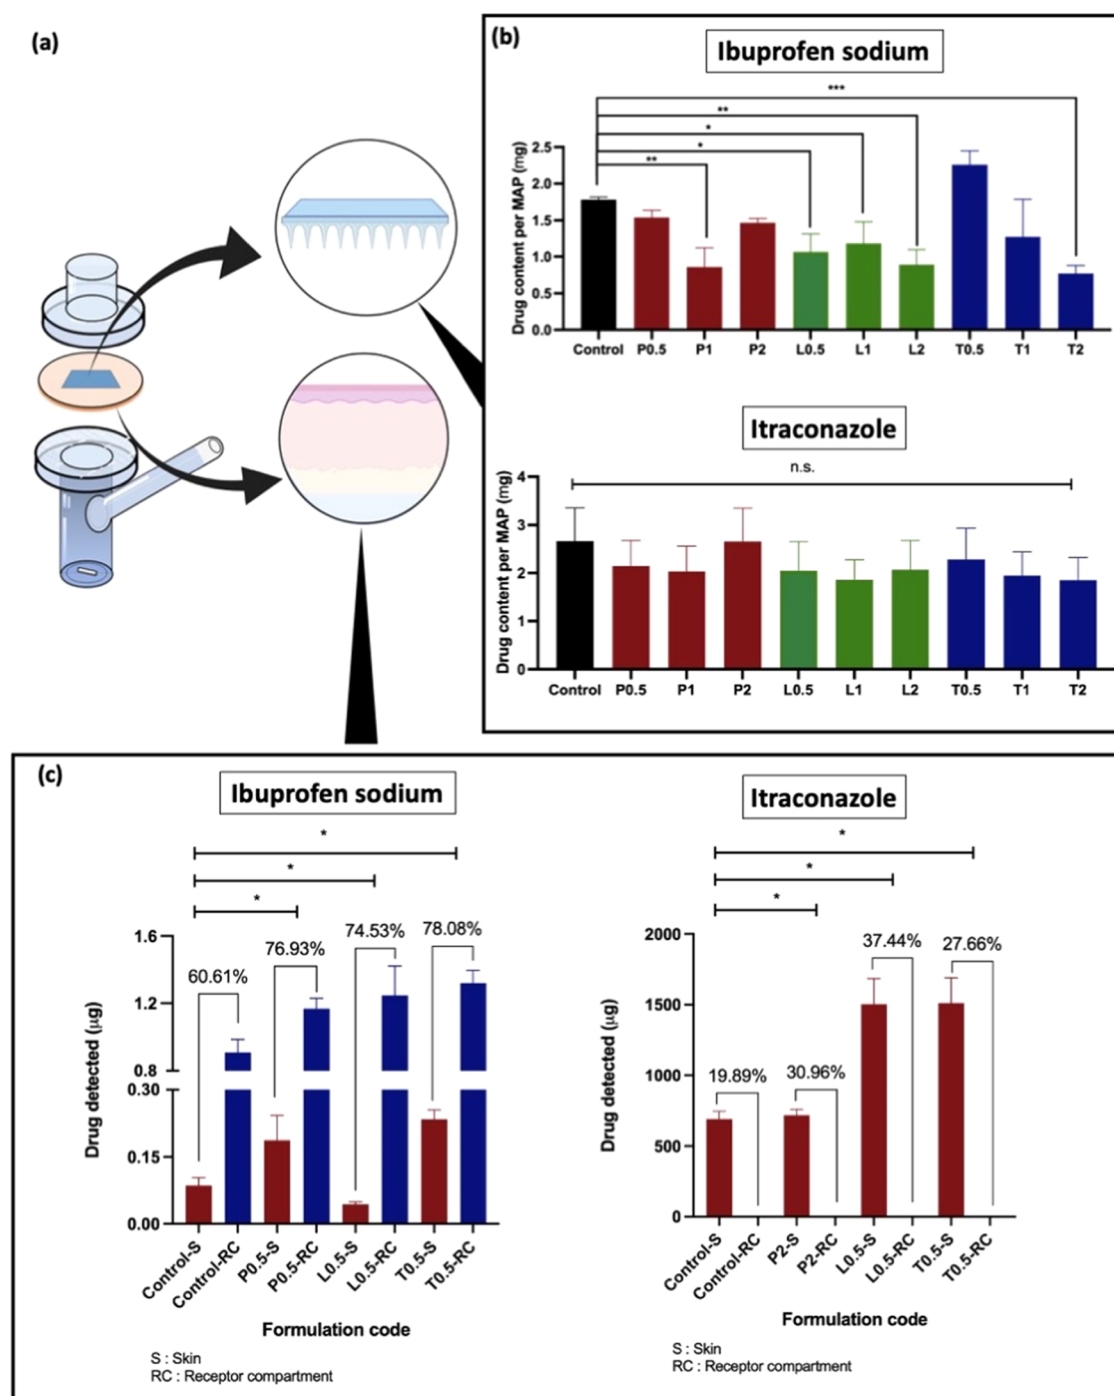 (a)
(b)
Ibuprofen sodium
***
**
*
*
**
Drug content per MAP (mg)
2.5
2.0
1.5
1.0
0.5
0.0
Control P0.5 P1 P2 L0.5 L1 L2 T0.5 T1 T2
Itraconazole
n.s.
Drug content per MAP (mg)
4
3
2
1
0
Control P0.5 P1 P2 L0.5 L1 L2 T0.5 T1 T2
(c)
Ibuprofen sodium
*
*
*
60.61%
76.93%
74.53%
78.08%
Drug detected (μg)
1.6
1.2
0.8
0.30
0.15
0.00
Control-S
Control-RC
P0.5-S
P0.5-RC
L0.5-S
L0.5-RC
T0.5-S
T0.5-RC
Formulation code
S : Skin
RC : Receptor compartment
Itraconazole
*
*
*
19.89%
30.96%
37.44%
27.66%
Drug detected (μg)
2000
1500
1000
500
0
Control-S
Control-RC
P2-S
P2-RC
L0.5-S
L0.5-RC
T0.5-S
T0.5-RC
Formulation code
S : Skin
RC : Receptor compartment